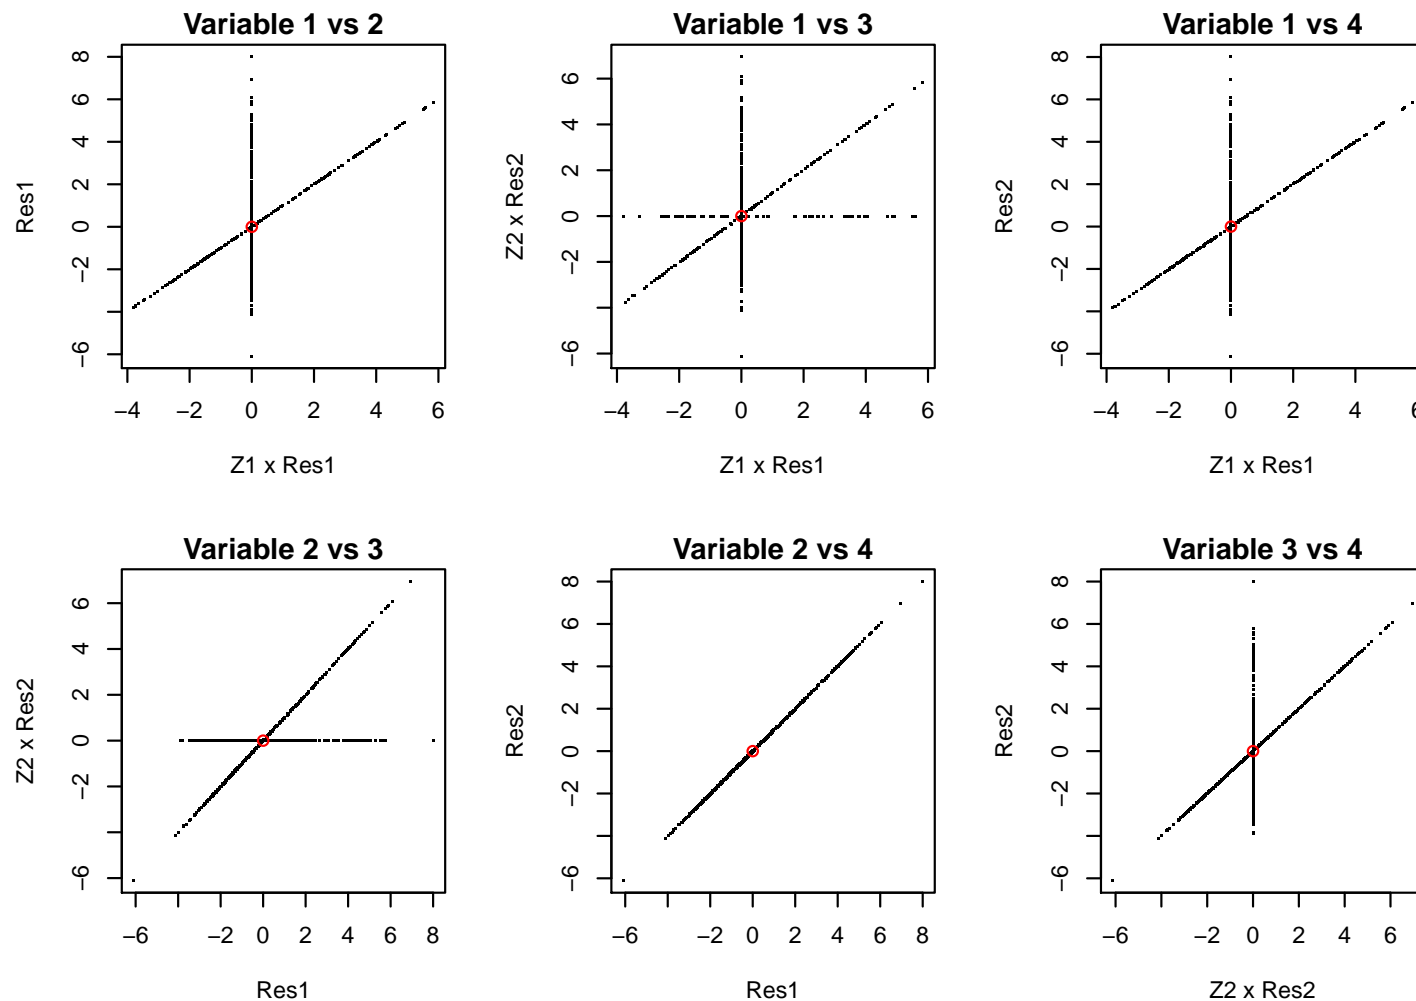 Variable 1 vs 2
Variable 1 vs 3
Variable 1 vs 4
8
6
4
2
0
−2
−6
Res1
−4 −2 0 2 4 6
Z1 x Res1
6
4
2
0
−2
−6
Z2 x Res2
−4 −2 0 2 4 6
Z1 x Res1
8
6
4
2
0
−2
−6
Res2
−4 −2 0 2 4 6
Z1 x Res1
Variable 2 vs 3
Variable 2 vs 4
Variable 3 vs 4
6
4
2
0
−2
−6
Z2 x Res2
−6 −2 0 2 4 6 8
Res1
8
6
4
2
0
−2
−6
Res2
−6 −2 0 2 4 6 8
Res1
8
6
4
2
0
−2
−6
Res2
−6 −2 0 2 4 6
Z2 x Res2